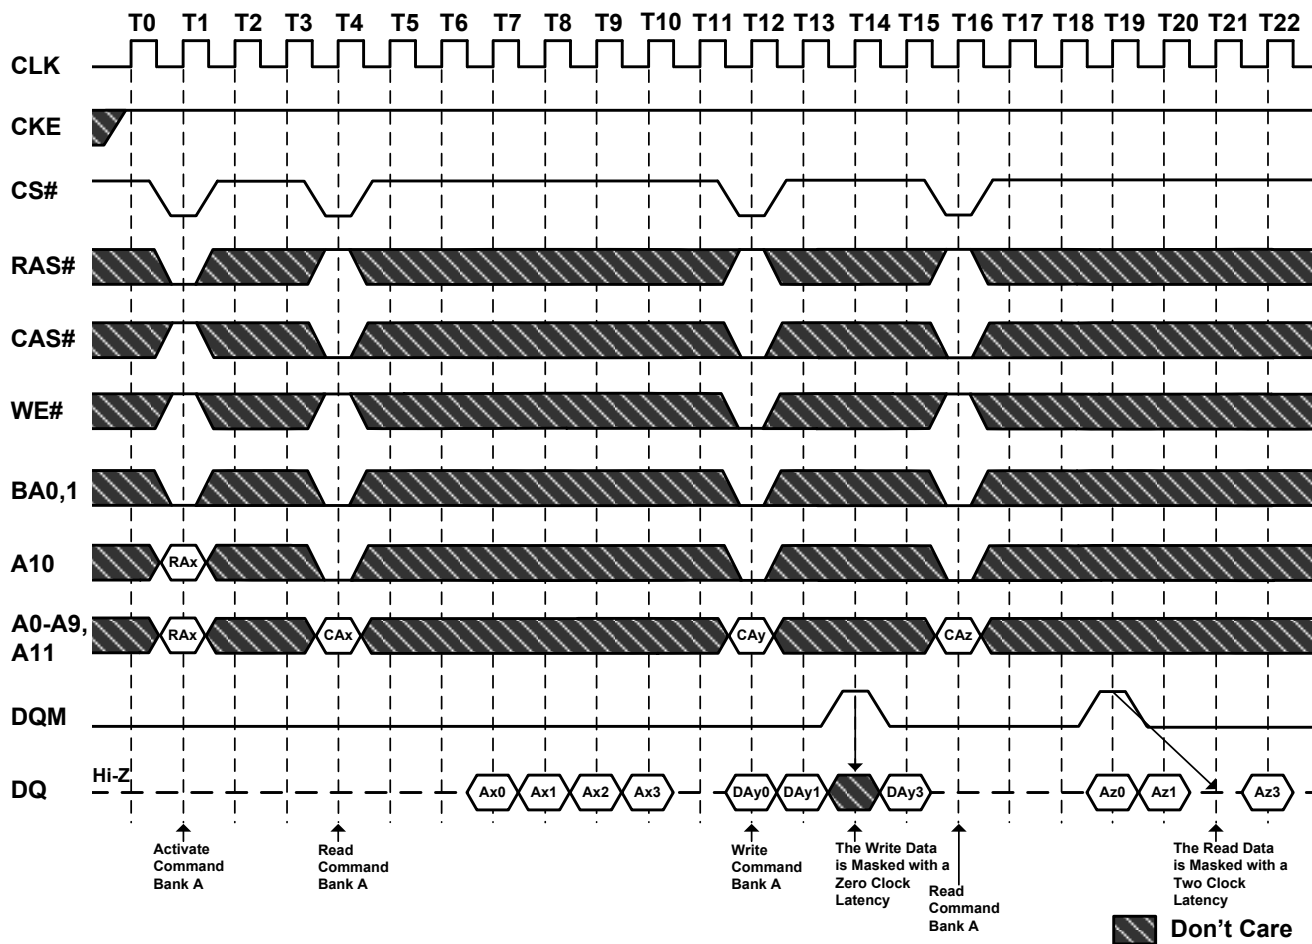 T0 T1 T2 T3 T4 T5 T6 T7 T8 T9 T10 T11 T12 T13 T14 T15 T16 T17 T18 T19 T20 T21 T22
CLK
CKE
CS#
RAS#
CAS#
WE#
BA0,1
A10
RAx
A0-A9,
A11
RAx CAx CAy CAz
DQM
Hi-Z
DQ
Ax0 Ax1 Ax2 Ax3 DAy0 DAy1 DAy3 Az0 Az1 Az3
Activate
Command
Bank A
Read
Command
Bank A
Write
Command
Bank A
The Write Data
is Masked with a
Zero Clock
Latency
Read
Command
Bank A
The Read Data
is Masked with a
Two Clock
Latency
Don't Care